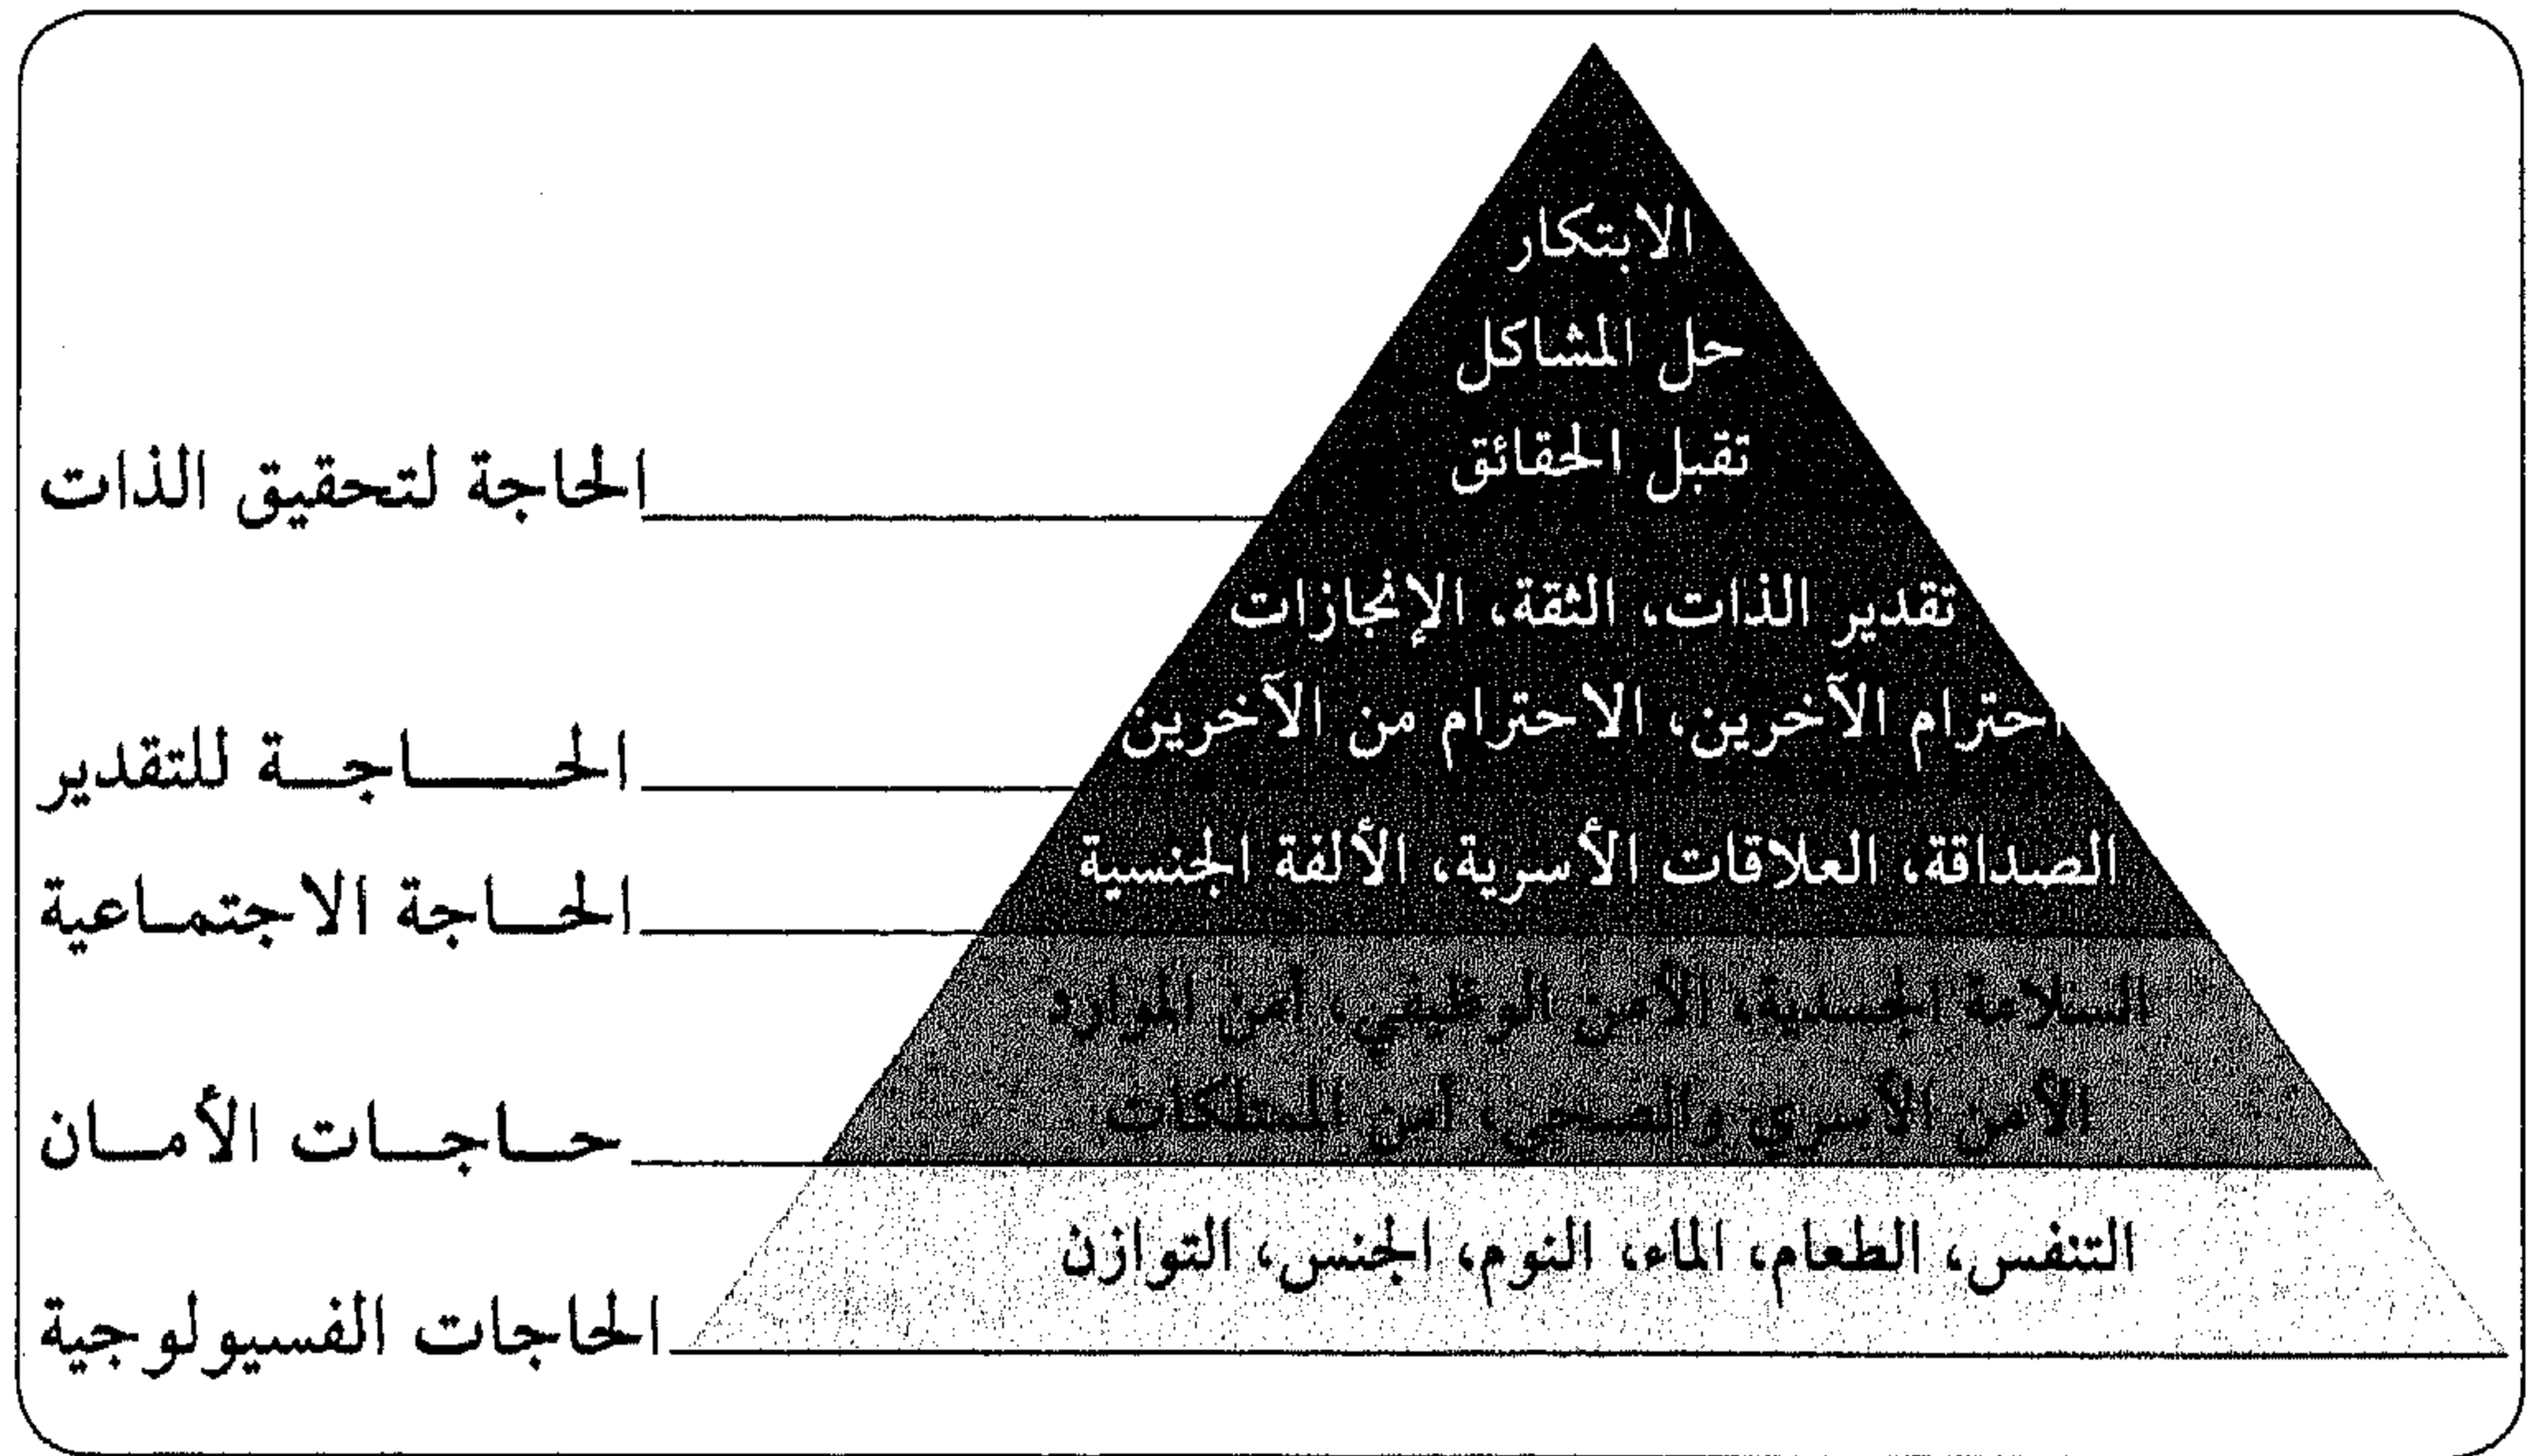 الابتكار
حل المشاكل
تقبل الحقائق
الحاجة لتحقيق الذات
تقدير الذات، الثقة، الإنجازات
احترام الآخرين، الاحترام من الآخرين
الحاجة للتقدير
الصداقة، العلاقات الأسرية، الألفة الجنسية
الحاجة الاجتماعية
السلامة الجسدية، الأمن الوظيفي، أمن الموارد
الأمن الأسري والصحي، أمن الممتلكات
حاجات الأمان
التنفس، الطعام، الماء، النوم، الجنس، التوازن
الحاجات الفسيولوجية